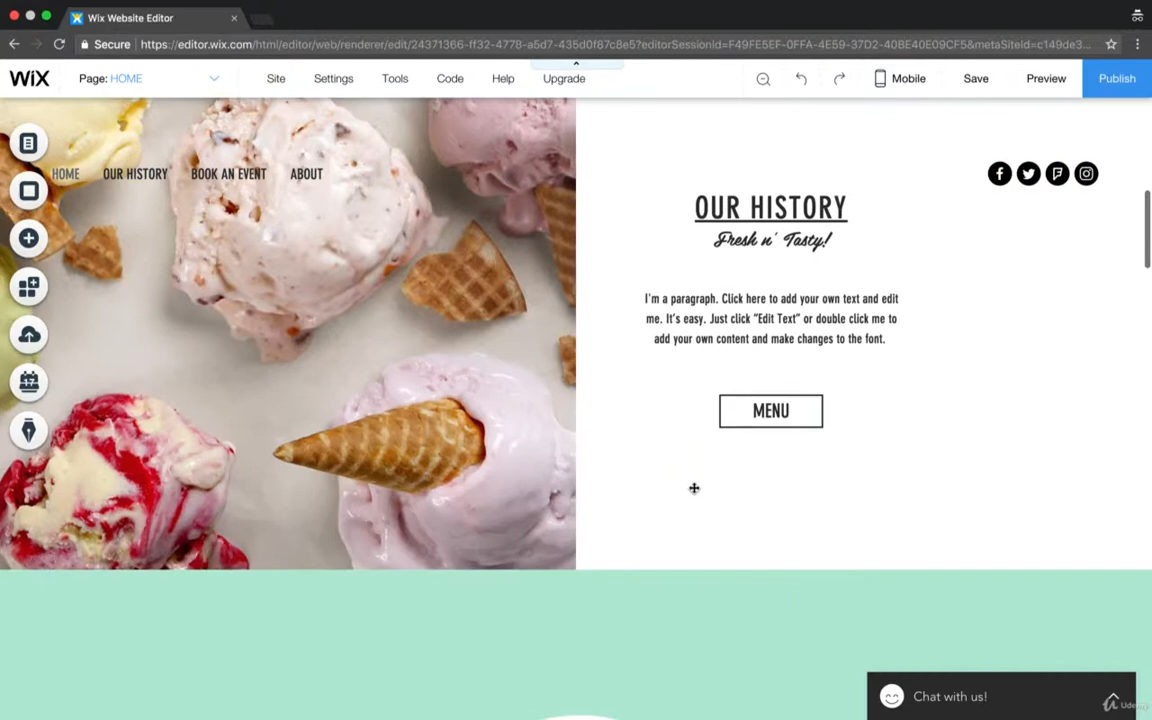 Wix Website Editor
Secure https://editor.wix.com/html/editor/web/renderer/edit/24371366-ff32-4778-a5d7-435d0f87c8e5?editorSessionId=F49FE5EF-0FFA-4E59-37D2-40BE40E09CF5&metaSiteId=c149de3...
WiX Page: HOME Site Settings Tools Code Help Upgrade Mobile Save Preview Publish
HOME OUR HISTORY BOOK AN EVENT ABOUT
OUR HISTORY
Fresh n' Tasty!
I'm a paragraph. Click here to add your own text and edit
me. It's easy. Just click "Edit Text" or double click me to
add your own content and make changes to the font.
MENU
17
Chat with us!
Udemy